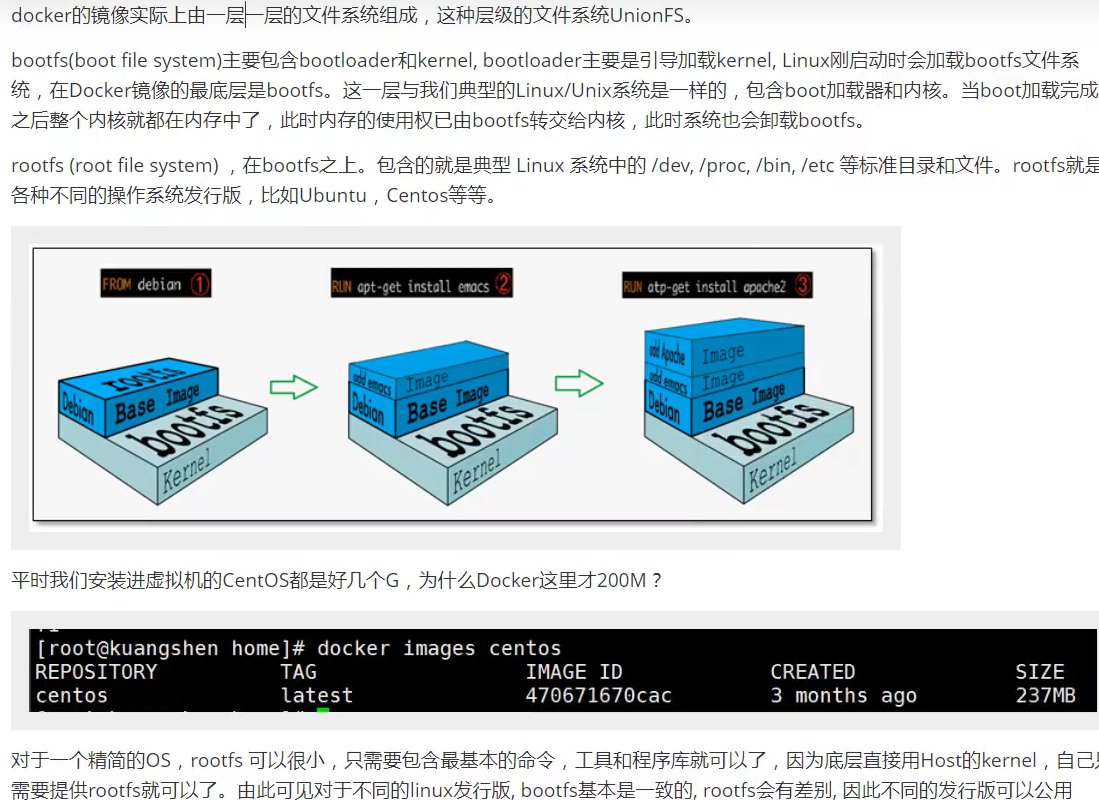 docker的镜像实际上由一层一层的文件系统组成，这种层级的文件系统UnionFS。
bootfs(boot file system)主要包含bootloader和kernel, bootloader主要是引导加载kernel, Linux刚启动时会加载bootfs文件系
统，在Docker镜像的最底层是bootfs。这一层与我们典型的Linux/Unix系统是一样的，包含boot加载器和内核。当boot加载完成
之后整个内核就都在内存中了，此时内存的使用权已由bootfs转交给内核，此时系统也会卸载bootfs。
rootfs (root file system) ，在bootfs之上。包含的就是典型 Linux 系统中的 /dev, /proc, /bin, /etc 等标准目录和文件。rootfs就是
各种不同的操作系统发行版，比如Ubuntu，Centos等等。
FROM debian ①
RUN apt-get install emacs ②
RUN atp-get install apache2 ③
rootfs
Debian Base Image
bootfs
Kernel
add emacs Image
Debian Base Image
bootfs
Kernel
add Apache Image
add emacs Image
Debian Base Image
bootfs
Kernel
平时我们安装进虚拟机的CentOS都是好几个G，为什么Docker这里才200M？
[root@kuangshen home]# docker images centos
REPOSITORY TAG IMAGE ID CREATED SIZE
centos latest 470671670cac 3 months ago 237MB
对于一个精简的OS，rootfs 可以很小，只需要包含最基本的命令，工具和程序库就可以了，因为底层直接用Host的kernel，自己只
需要提供rootfs就可以了。由此可见对于不同的linux发行版, bootfs基本是一致的, rootfs会有差别, 因此不同的发行版可以公用